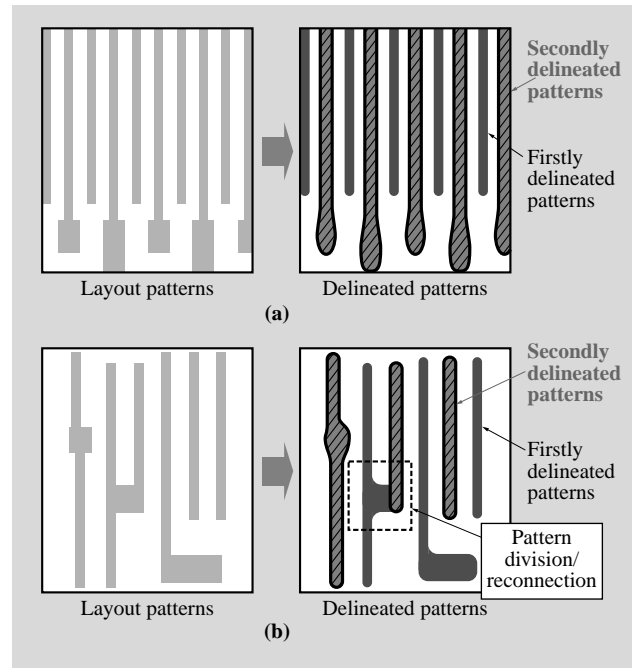 Secondly
delineated
patterns
Firstly
delineated
patterns
Layout patterns
Delineated patterns
(a)
Secondly
delineated
patterns
Firstly
delineated
patterns
Pattern
division/
reconnection
Layout patterns
Delineated patterns
(b)